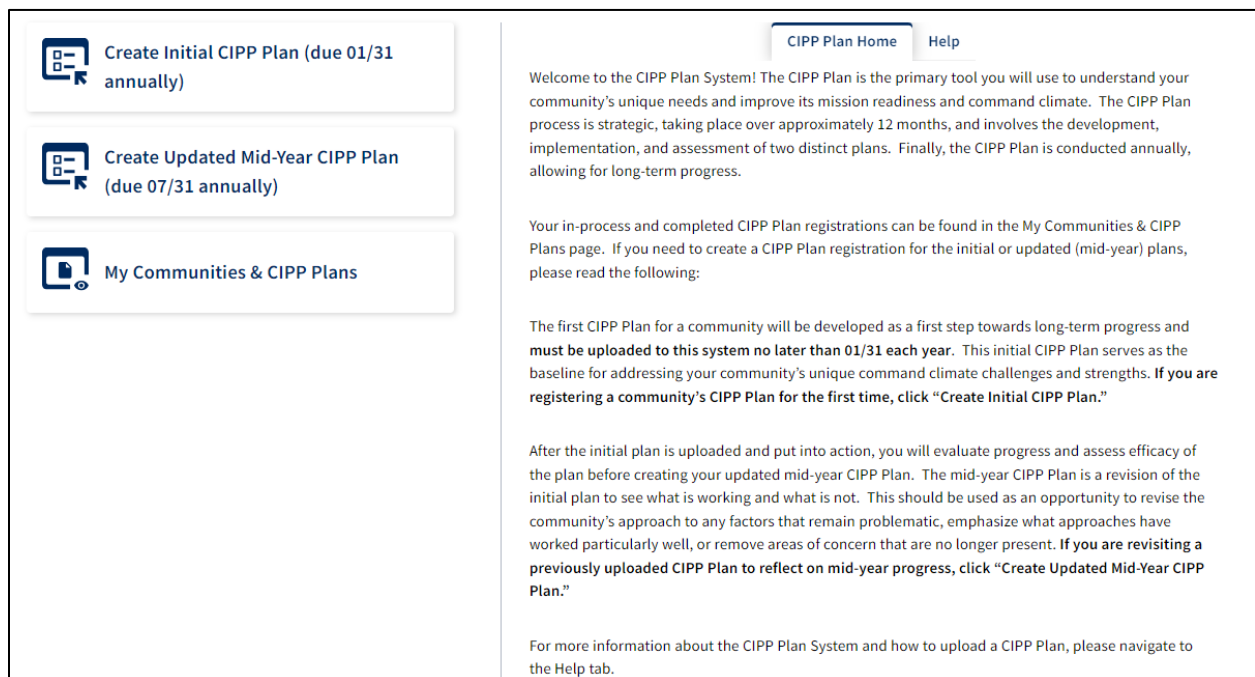 Create Initial CIPP Plan (due 01/31
annually)
Create Updated Mid-Year CIPP Plan
(due 07/31 annually)
My Communities & CIPP Plans
CIPP Plan Home
Help
Welcome to the CIPP Plan System! The CIPP Plan is the primary tool you will use to understand your
community’s unique needs and improve its mission readiness and command climate. The CIPP Plan
process is strategic, taking place over approximately 12 months, and involves the development,
implementation, and assessment of two distinct plans. Finally, the CIPP Plan is conducted annually,
allowing for long-term progress.
Your in-process and completed CIPP Plan registrations can be found in the My Communities & CIPP
Plans page. If you need to create a CIPP Plan registration for the initial or updated (mid-year) plans,
please read the following:
The first CIPP Plan for a community will be developed as a first step towards long-term progress and
must be uploaded to this system no later than 01/31 each year. This initial CIPP Plan serves as the
baseline for addressing your community’s unique command climate challenges and strengths. If you are
registering a community’s CIPP Plan for the first time, click “Create Initial CIPP Plan.”
After the initial plan is uploaded and put into action, you will evaluate progress and assess efficacy of
the plan before creating your updated mid-year CIPP Plan. The mid-year CIPP Plan is a revision of the
initial plan to see what is working and what is not. This should be used as an opportunity to revise the
community’s approach to any factors that remain problematic, emphasize what approaches have
worked particularly well, or remove areas of concern that are no longer present. If you are revisiting a
previously uploaded CIPP Plan to reflect on mid-year progress, click “Create Updated Mid-Year CIPP
Plan.”
For more information about the CIPP Plan System and how to upload a CIPP Plan, please navigate to
the Help tab.